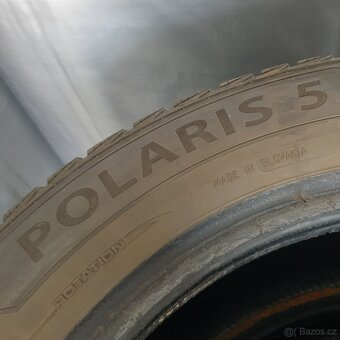 POLARIS 5
MADE IN SLOVAKIA
ROTATION
Bazos.cz